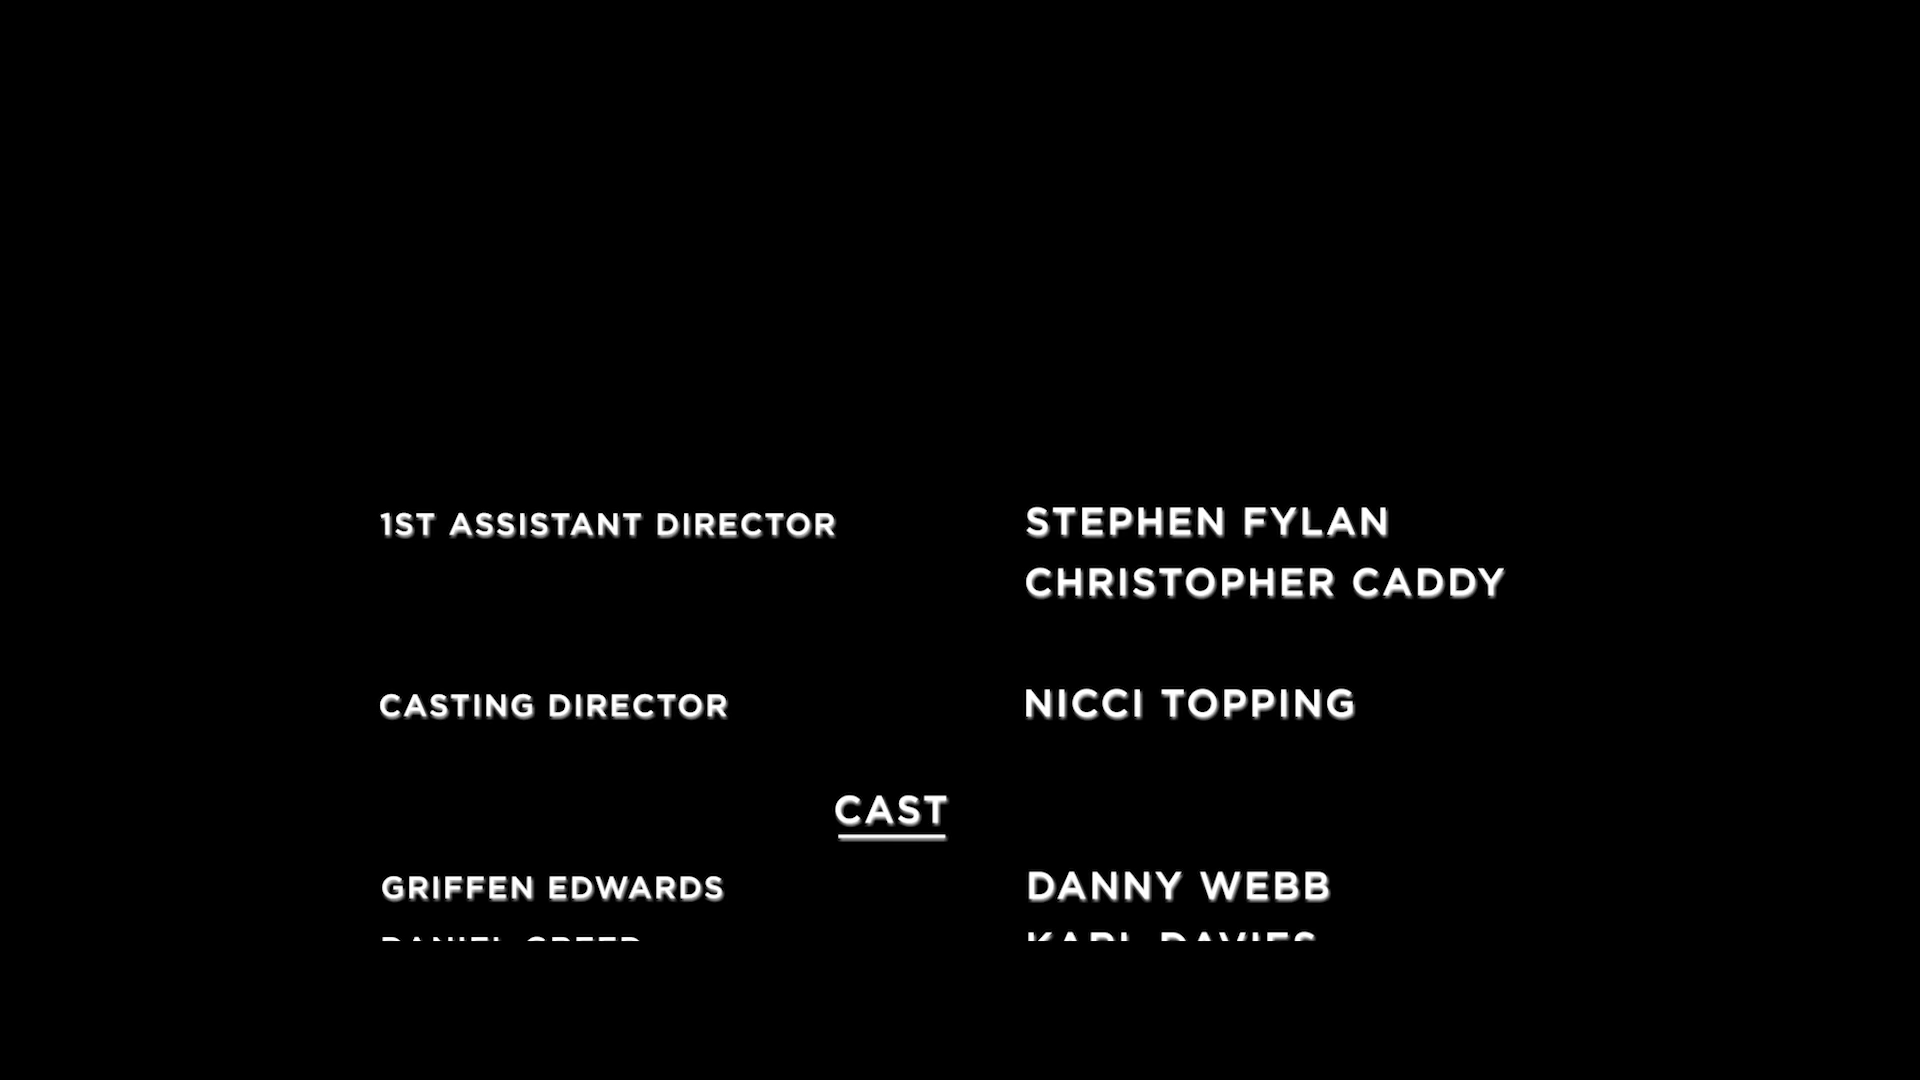 1ST ASSISTANT DIRECTOR STEPHEN FYLAN
CHRISTOPHER CADDY
CASTING DIRECTOR NICCI TOPPING
CAST
GRIFFEN EDWARDS DANNY WEBB